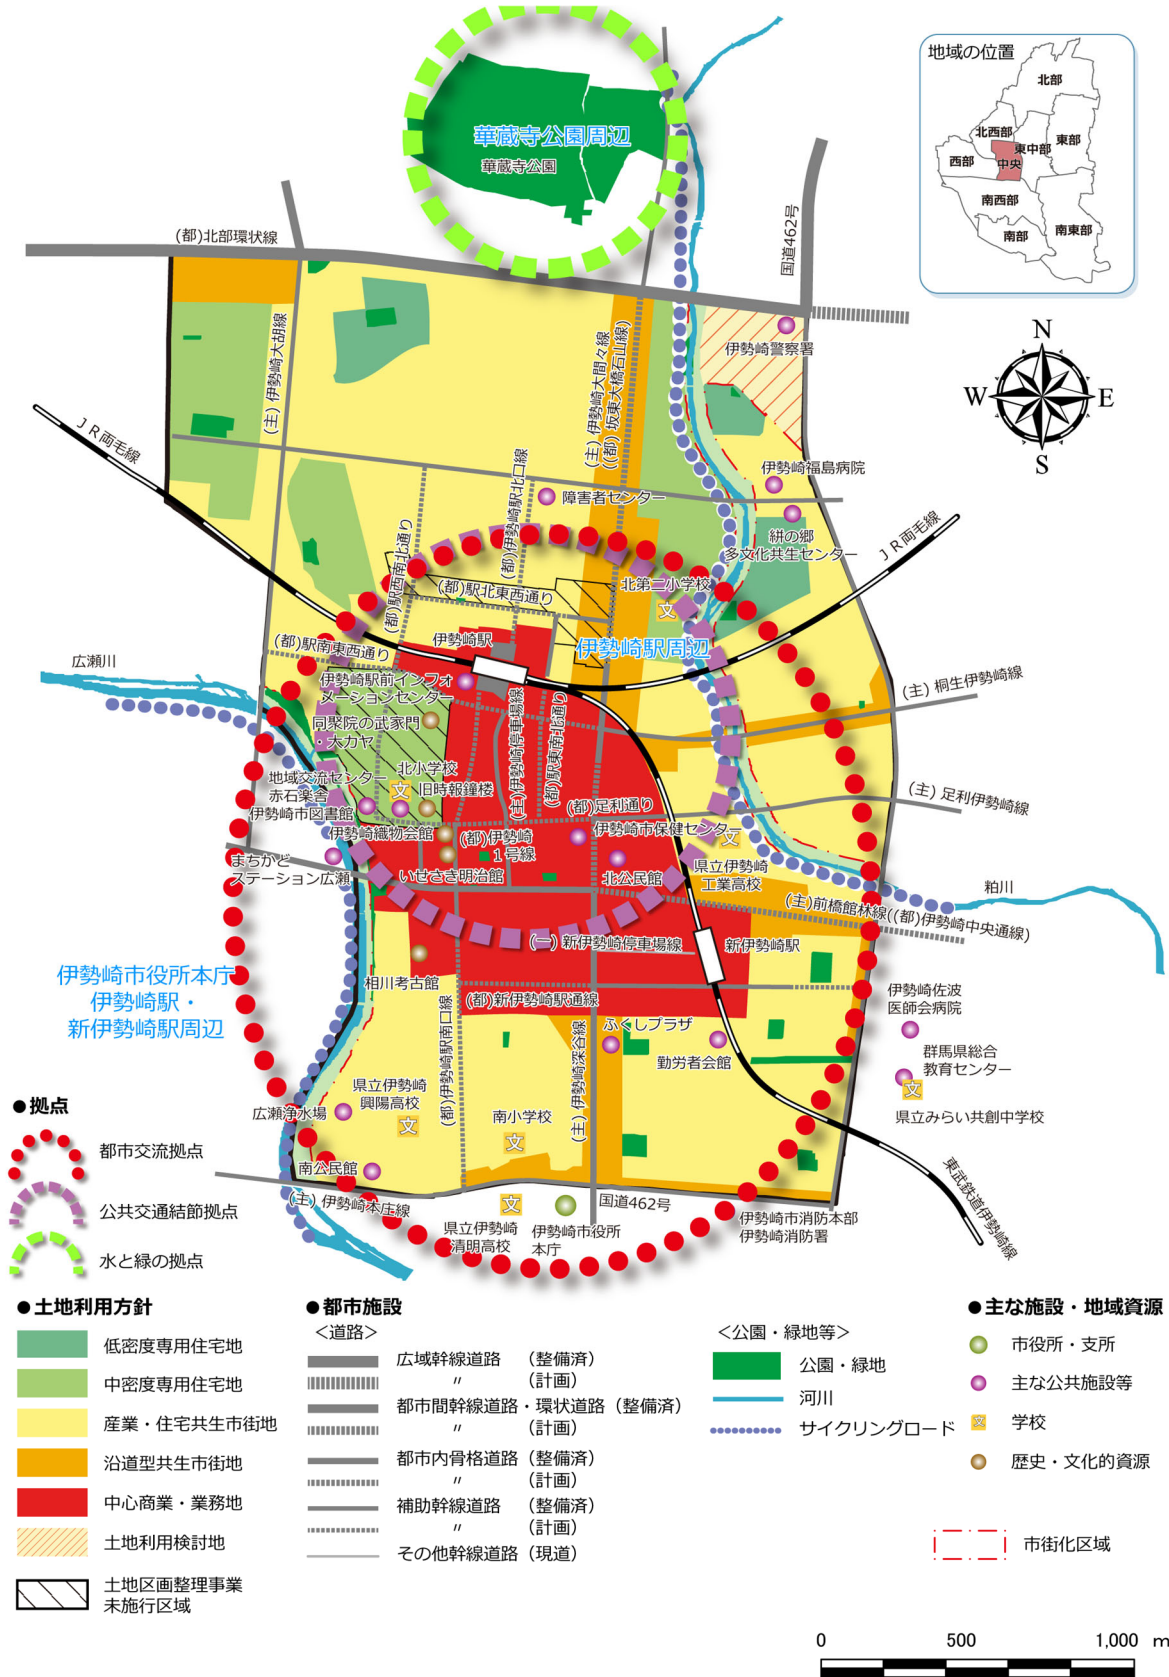 地域の位置
北部
北西部
東中部
東部
西部
中央
南西部
南部
南東部
華蔵寺公園周辺
華蔵寺公園
(都)北部環状線
国道462号
N
W
E
S
伊勢崎警察署
(主)伊勢崎大胡線
(主)伊勢崎大間々線
((都)坂東大橋石山線)
JR両毛線
伊勢崎福島病院
障害者センター
絣の郷
多文化共生センター
JR両毛線
(都)伊勢崎駅北口線
(都)駅西南北通り
(都)駅北東西通り
北第二小学校
伊勢崎駅
伊勢崎駅周辺
(都)駅南東西通り
広瀬川
伊勢崎駅前インフォ
メーションセンター
(主)桐生伊勢崎線
同聚院の武家門
・大カヤ
(主)伊勢崎停車場線
(都)駅東南北通り
北小学校
地域交流センター
赤石楽舎
旧時報鐘楼
伊勢崎市図書館
(都)足利通り
(主)足利伊勢崎線
伊勢崎織物会館
(都)伊勢崎
1号線
伊勢崎市保健センター
まちかど
ステーション広瀬
いせさき明治館
北公民館
県立伊勢崎
工業高校
粕川
(主)前橋館林線((都)伊勢崎中央通線)
(一)新伊勢崎停車場線
新伊勢崎駅
相川考古館
伊勢崎市役所本庁
伊勢崎駅・
新伊勢崎駅周辺
(都)新伊勢崎駅通線
伊勢崎佐波
医師会病院
(都)伊勢崎駅南口線
(主)伊勢崎深谷線
ふくしプラザ
勤労者会館
群馬県総合
教育センター
県立みらい共創中学校
県立伊勢崎
興陽高校
広瀬浄水場
南小学校
南公民館
(主)伊勢崎本庄線
国道462号
東武鉄道伊勢崎線
県立伊勢崎
清明高校
伊勢崎市役所
本庁
伊勢崎市消防本部
伊勢崎消防署
●拠点
都市交流拠点
公共交通結節拠点
水と緑の拠点
●土地利用方針
低密度専用住宅地
中密度専用住宅地
産業・住宅共生市街地
沿道型共生市街地
中心商業・業務地
土地利用検討地
土地区画整理事業
未施行区域
●都市施設
<道路>
広域幹線道路 (整備済)
〃 (計画)
都市間幹線道路・環状道路 (整備済)
〃 (計画)
都市内骨格道路 (整備済)
〃 (計画)
補助幹線道路 (整備済)
〃 (計画)
その他幹線道路 (現道)
<公園・緑地等>
公園・緑地
河川
サイクリングロード
●主な施設・地域資源
市役所・支所
主な公共施設等
文 学校
歴史・文化的資源
市街化区域
0 500 1,000 m